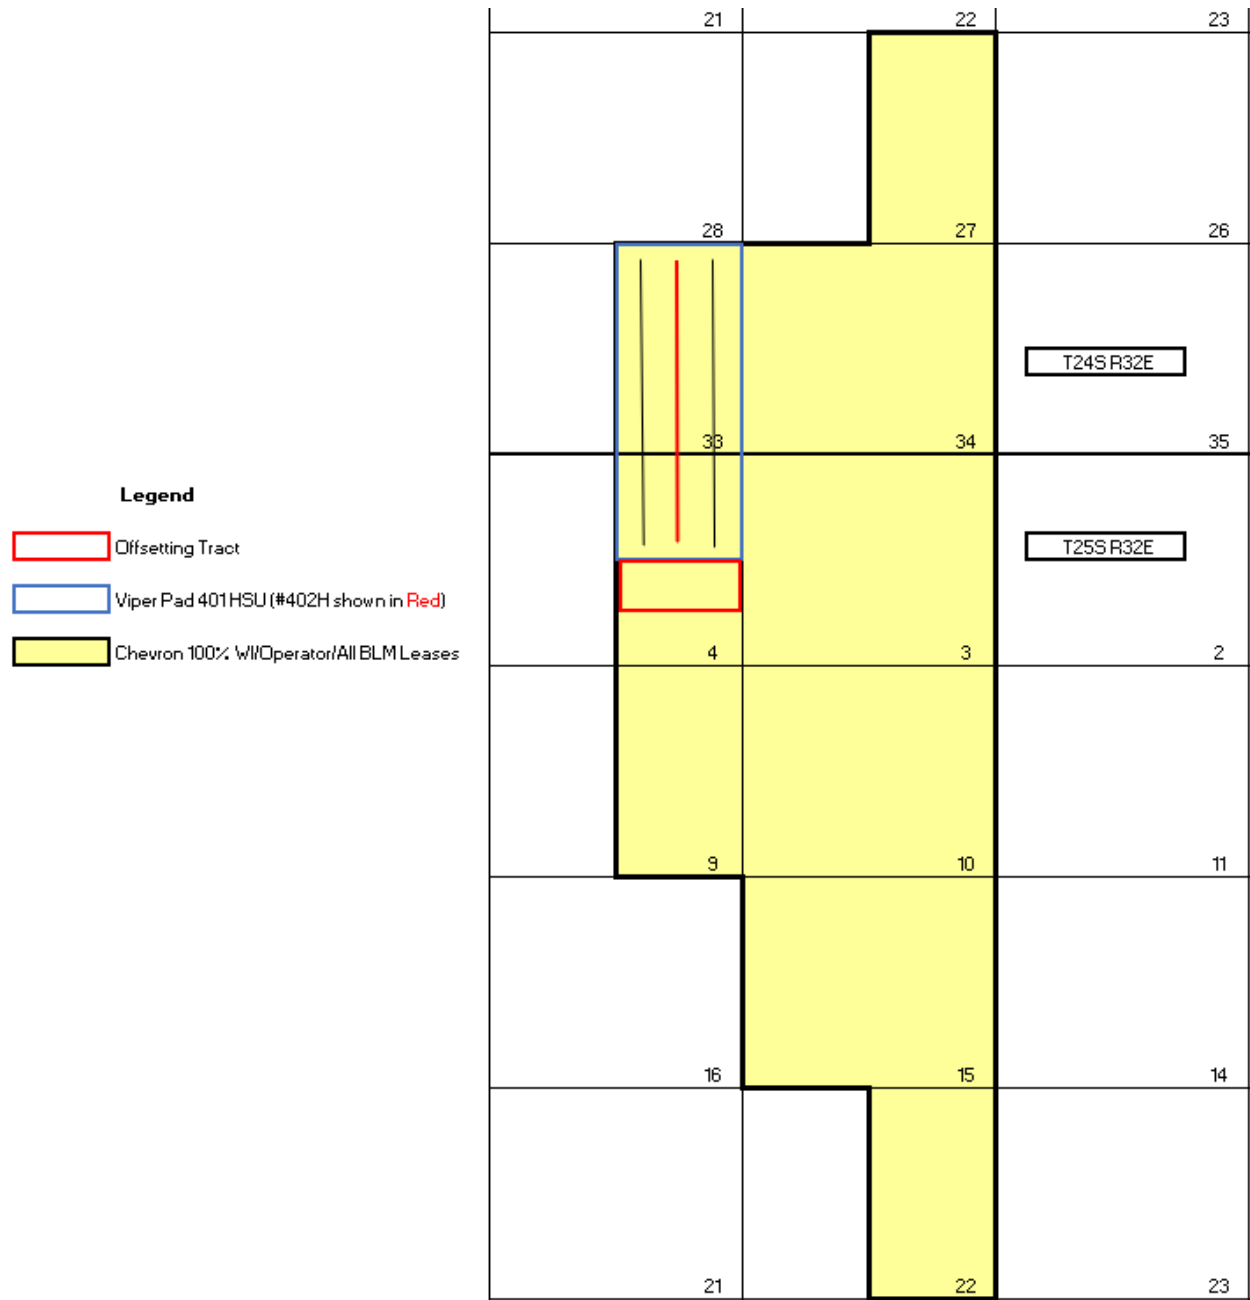 21 22 23
28 27 26
T24S R32E
33 34 35
Legend
Offsetting Tract
T25S R32E
Viper Pad 401 HSU (#402H shown in Red)
Chevron 100% WI/Operator/All BLM Leases
4 3 2
9 10 11
16 15 14
21 22 23